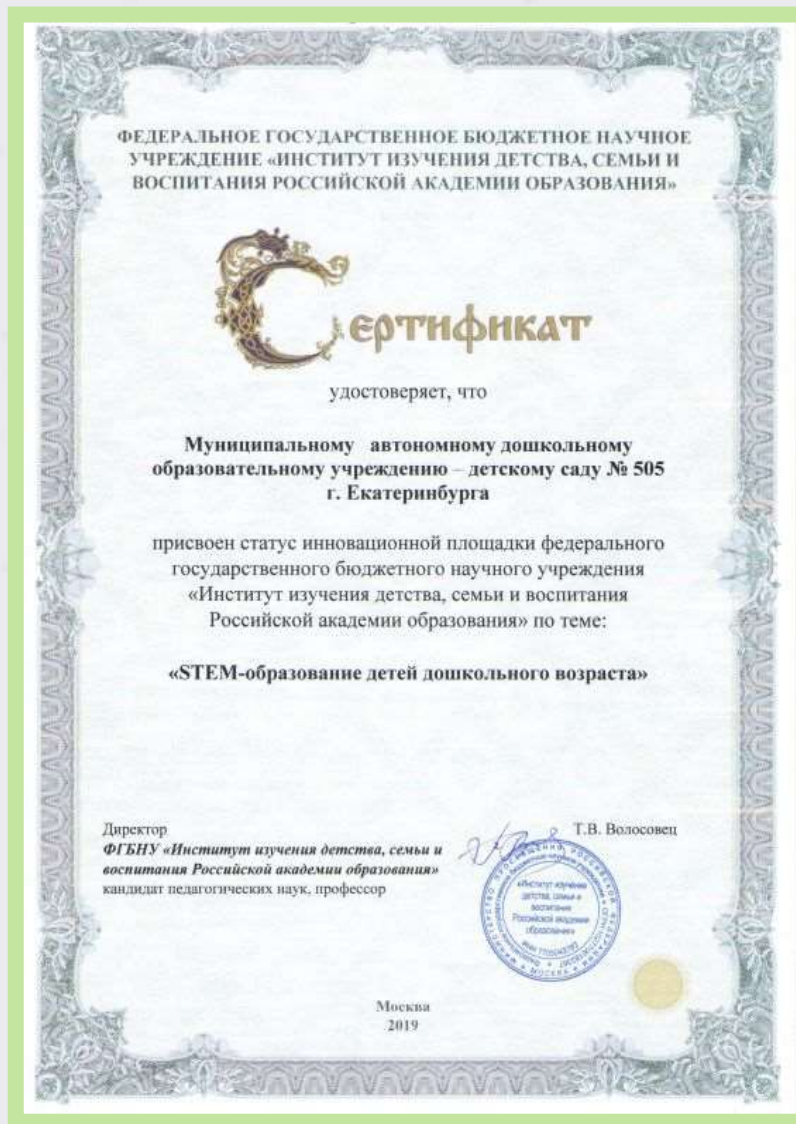 ФЕДЕРАЛЬНОЕ ГОСУДАРСТВЕННОЕ БЮДЖЕТНОЕ НАУЧНОЕ
УЧРЕЖДЕНИЕ «ИНСТИТУТ ИЗУЧЕНИЯ ДЕТСТВА, СЕМЬИ И
ВОСПИТАНИЯ РОССИЙСКОЙ АКАДЕМИИ ОБРАЗОВАНИЯ»
Сертификат
удостоверяет, что
Муниципальному автономному дошкольному
образовательному учреждению – детскому саду № 505
г. Екатеринбурга
присвоен статус инновационной площадки федерального
государственного бюджетного научного учреждения
«Институт изучения детства, семьи и воспитания
Российской академии образования» по теме:
«STEM-образование детей дошкольного возраста»
Директор
ФГБНУ «Институт изучения детства, семьи и
воспитания Российской академии образования»
кандидат педагогических наук, профессор
Т.В. Волосовец
«Институт изучения
детства, семьи и
воспитания
Российской академии
образования»
Москва
2019